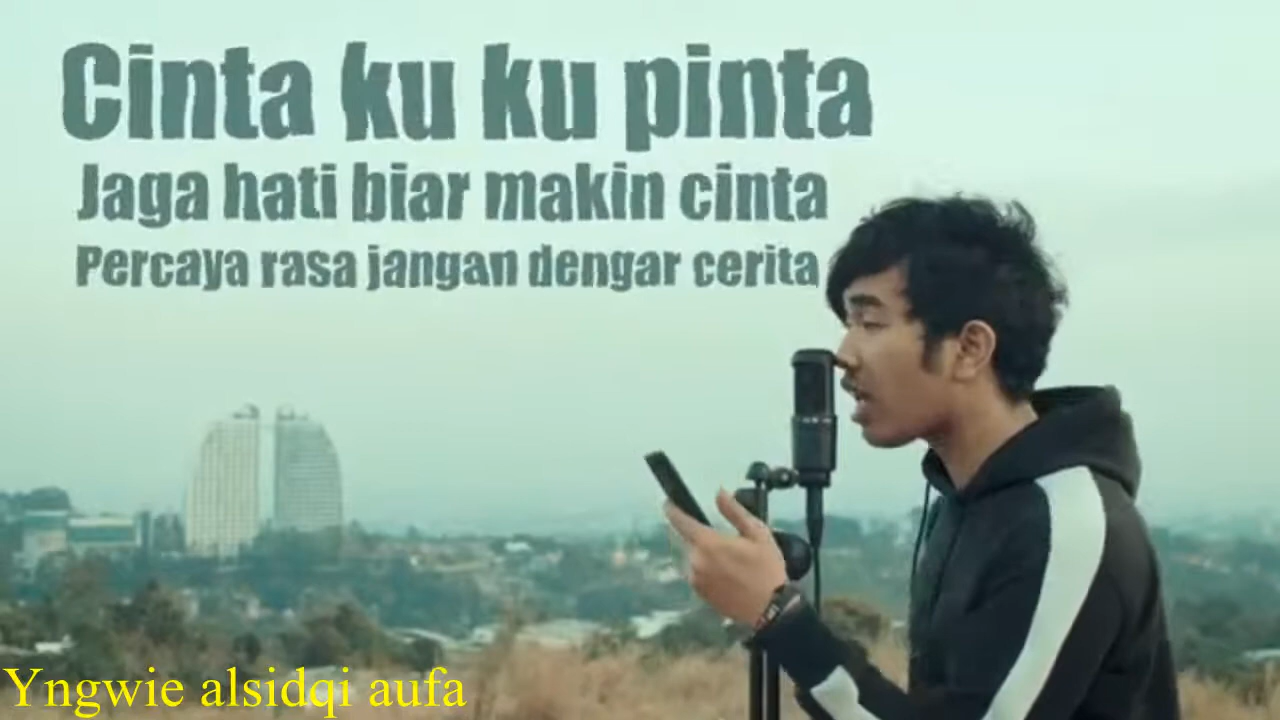 Cinta ku ku pinta
Jaga hati biar makin cinta
Percaya rasa jangan dengar cerita
Yngwie alsidqi aufa